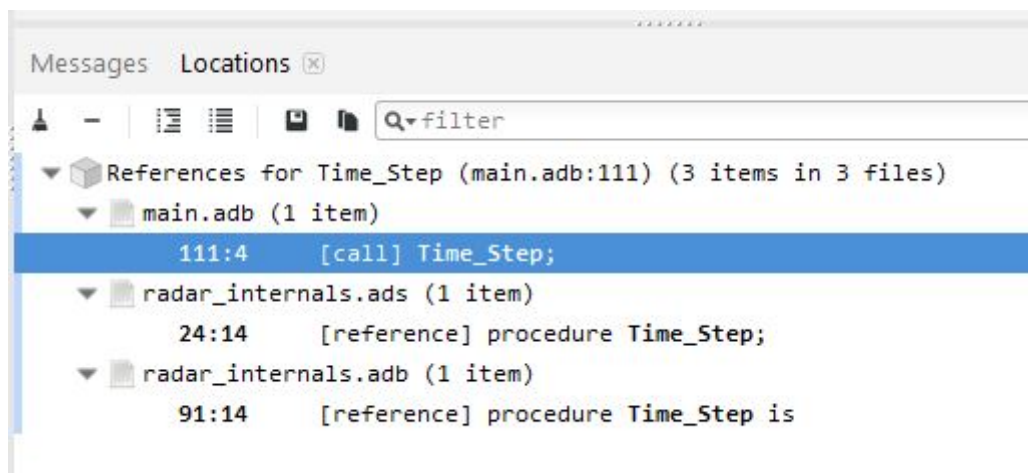 Messages Locations
filter
References for Time_Step (main.adb:111) (3 items in 3 files)
main.adb (1 item)
111:4 [call] Time_Step;
radar_internals.ads (1 item)
24:14 [reference] procedure Time_Step;
radar_internals.adb (1 item)
91:14 [reference] procedure Time_Step is